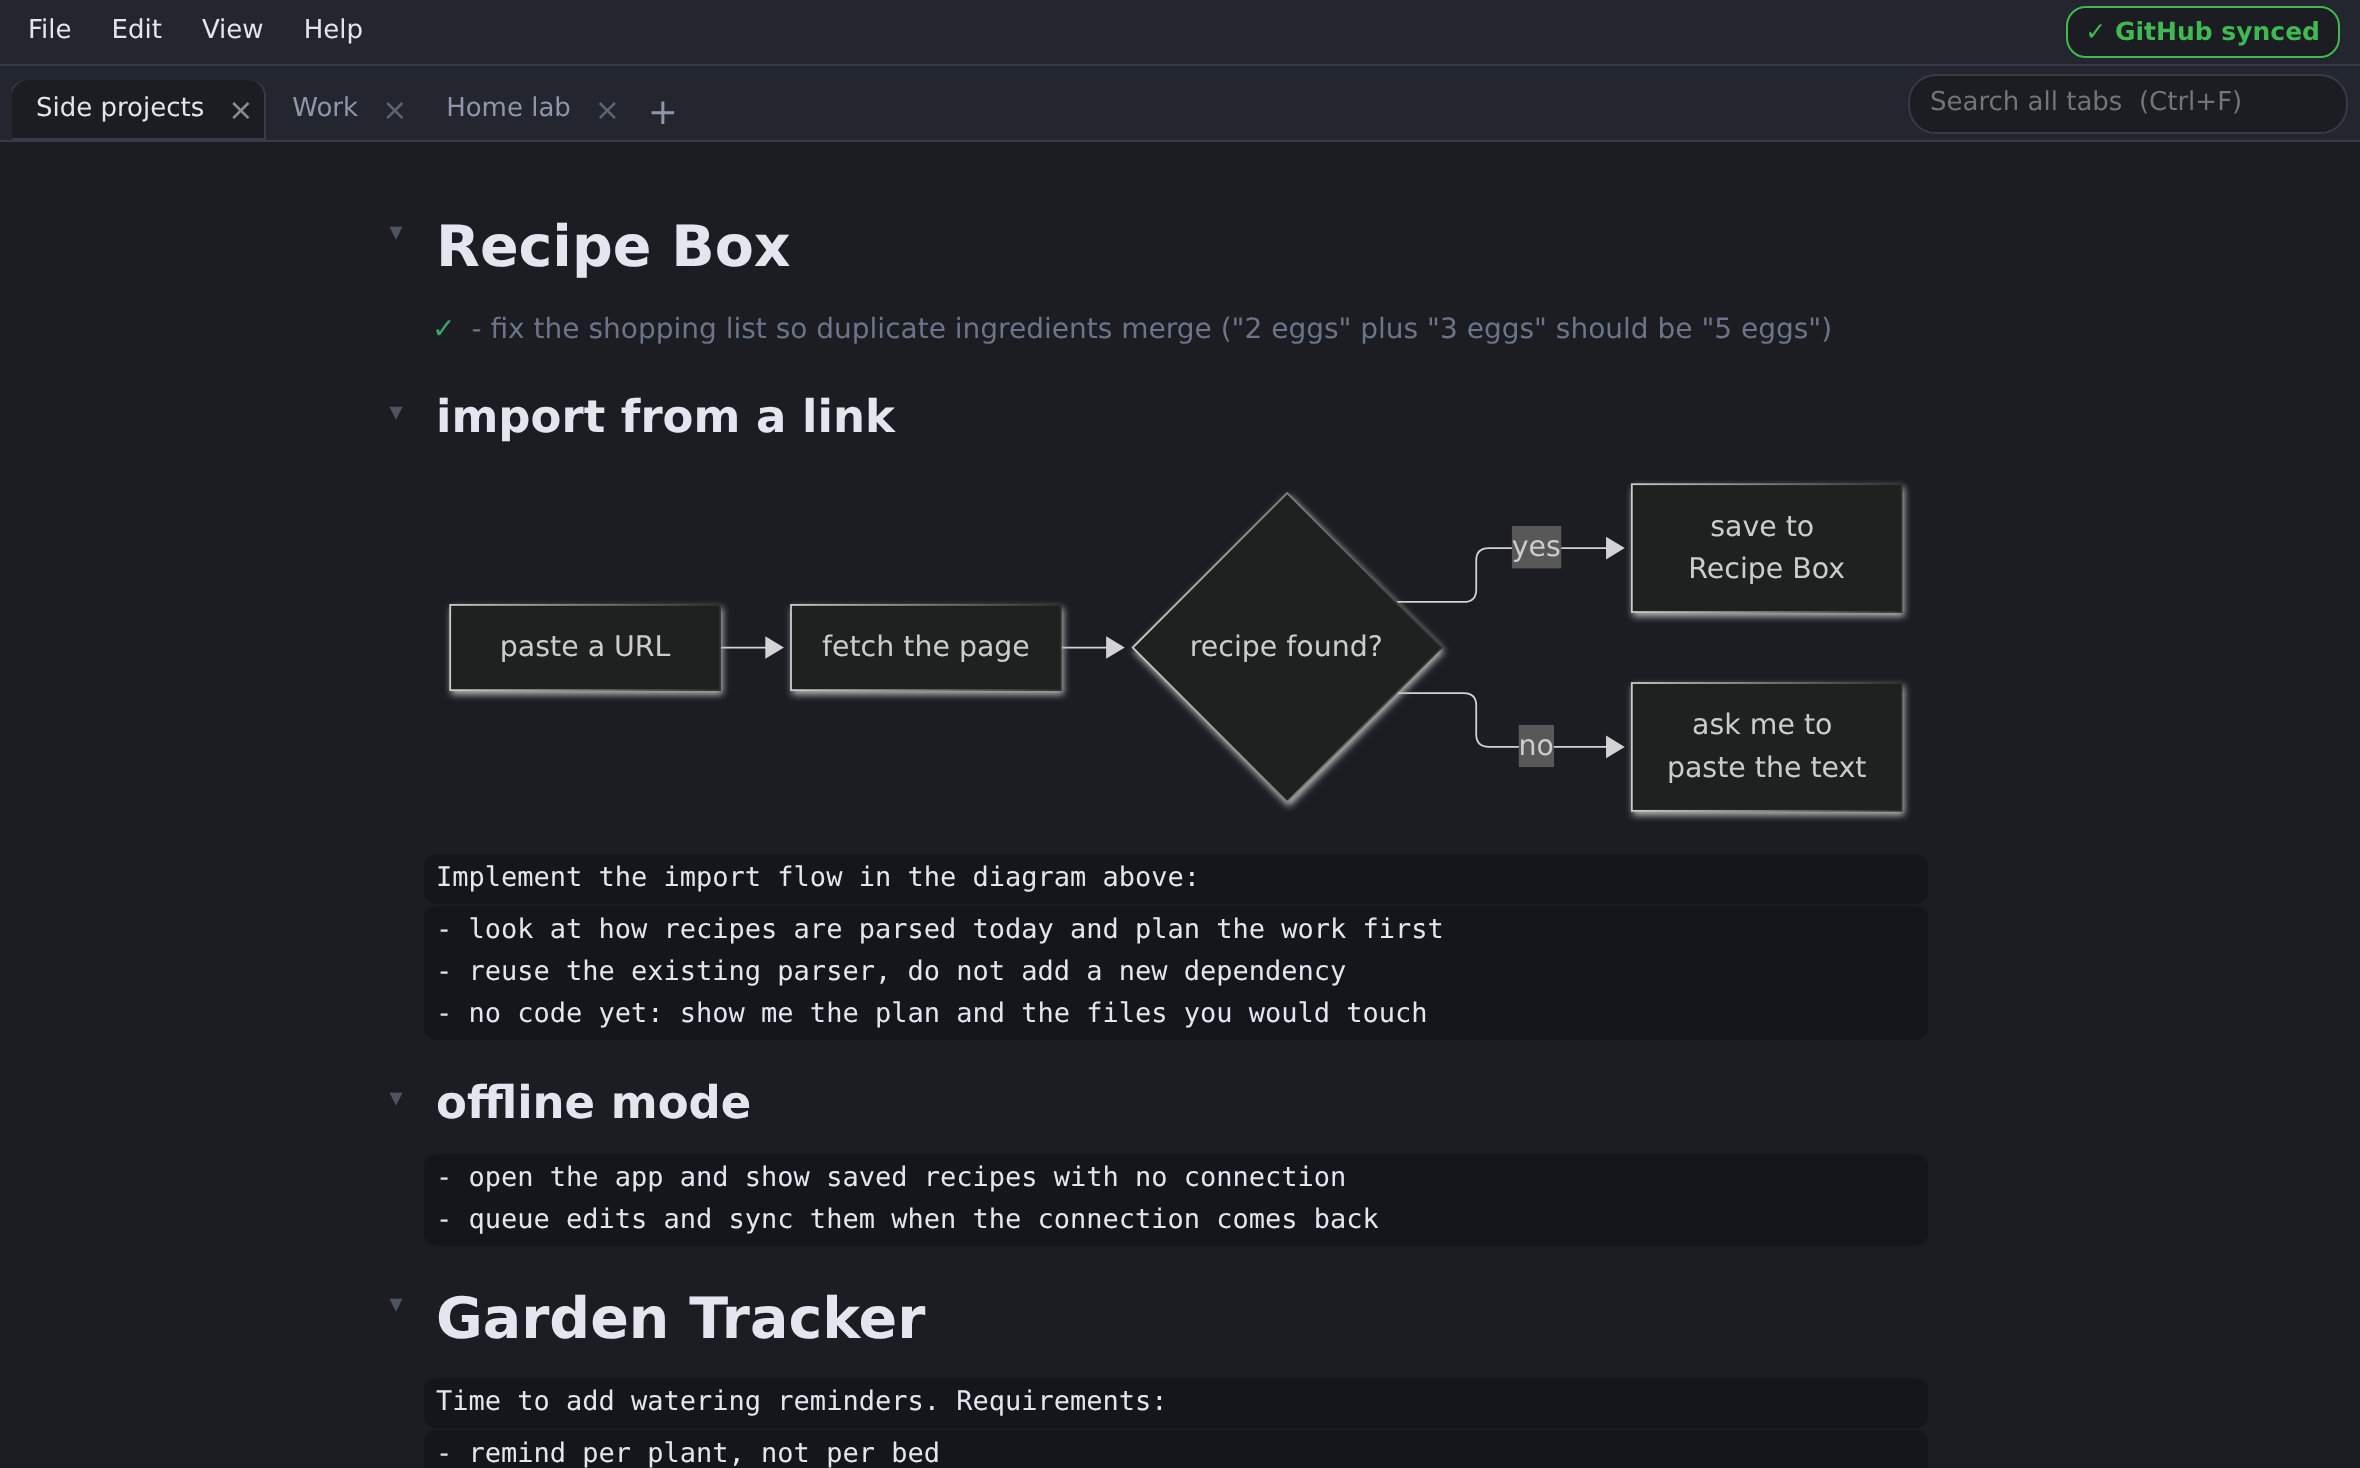 File Edit View Help
✓ GitHub synced
Side projects × Work × Home lab × +
Search all tabs (Ctrl+F)
Recipe Box
✓ - fix the shopping list so duplicate ingredients merge ("2 eggs" plus "3 eggs" should be "5 eggs")
import from a link
paste a URL
fetch the page
recipe found?
yes
save to
Recipe Box
no
ask me to
paste the text
Implement the import flow in the diagram above:
- look at how recipes are parsed today and plan the work first
- reuse the existing parser, do not add a new dependency
- no code yet: show me the plan and the files you would touch
offline mode
- open the app and show saved recipes with no connection
- queue edits and sync them when the connection comes back
Garden Tracker
Time to add watering reminders. Requirements:
- remind per plant, not per bed